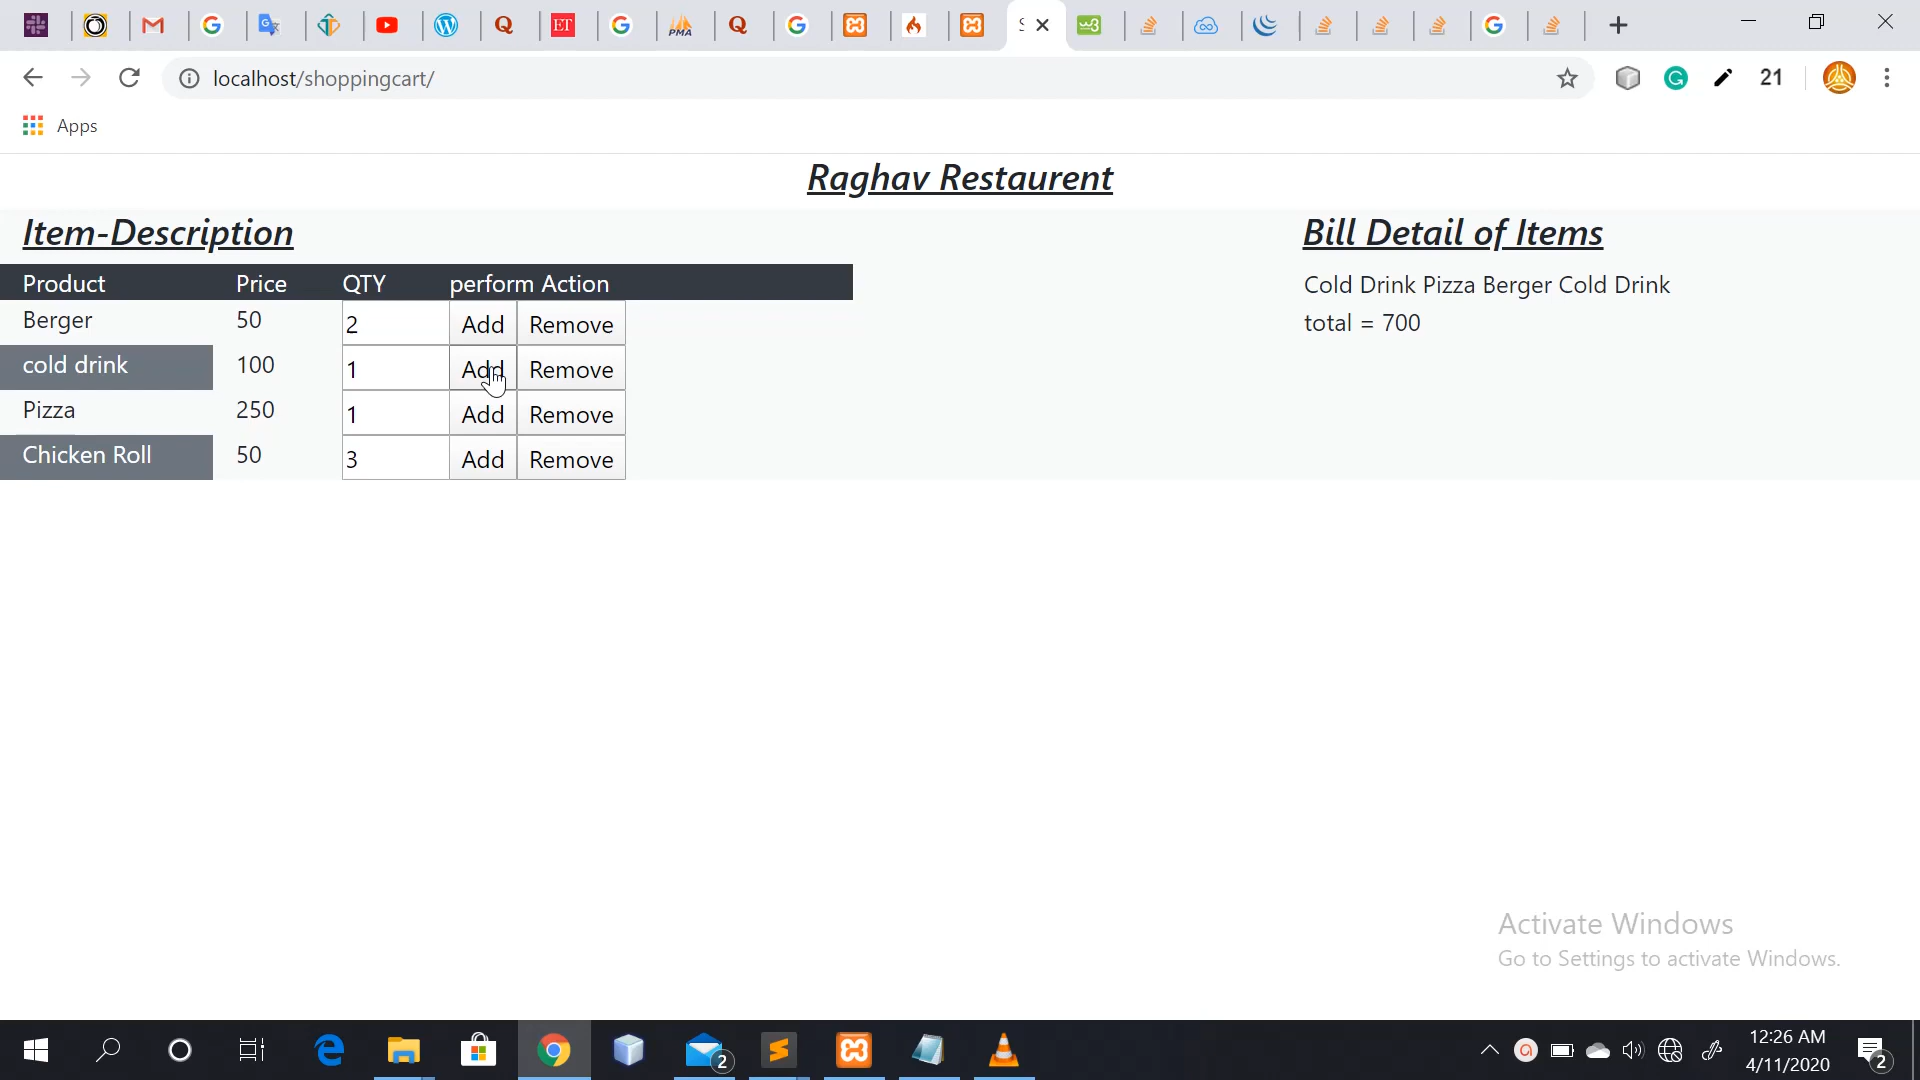 S
21
localhost/shoppingcart/
Apps
Raghav Restaurent
Item-Description
Bill Detail of Items
Product Price QTY perform Action
Cold Drink Pizza Berger Cold Drink
Berger 50 2 Add Remove
total = 700
cold drink 100 1 Add Remove
Pizza 250 1 Add Remove
Chicken Roll 50 3 Add Remove
Activate Windows
Go to Settings to activate Windows.
12:26 AM
4/11/2020
2
2